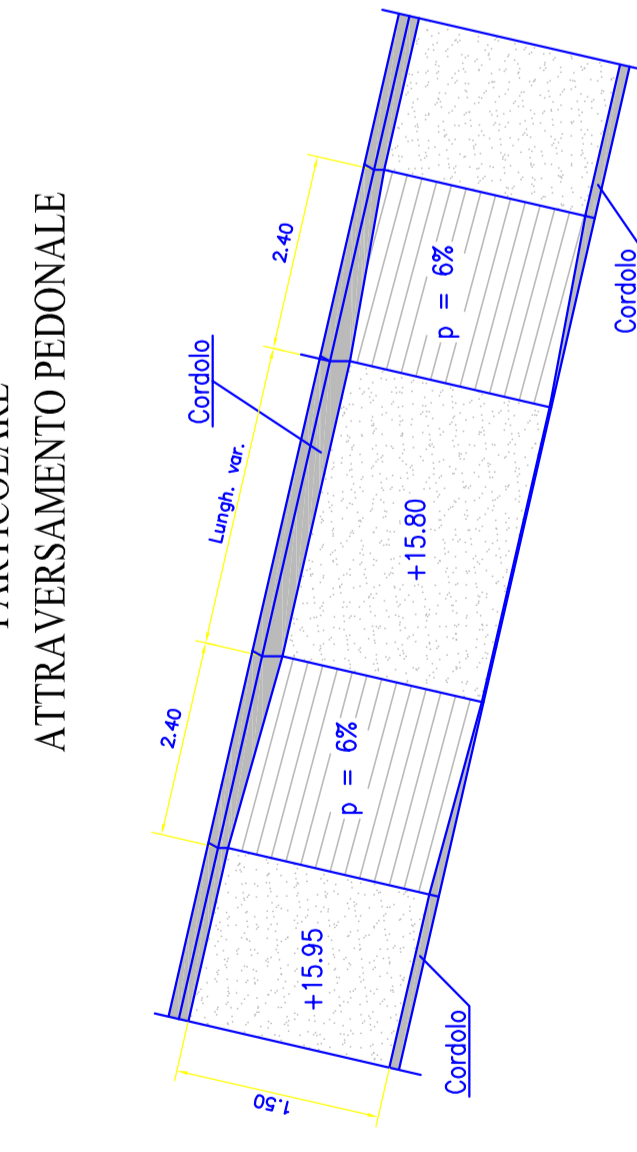 PARTICOLARE
ATTRAVERSAMENTO PEDONALE
2.40
Lungh. var.
2.40
Cordolo
1.50
+15.95
p = 6%
+15.80
p = 6%
Cordolo
Cordolo